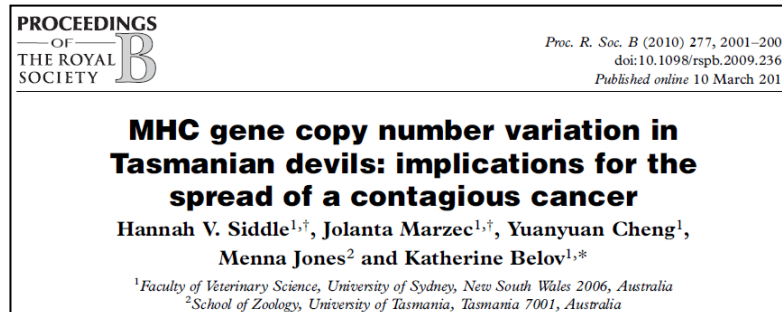 PROCEEDINGS
OF
THE ROYAL
SOCIETY
B
Proc. R. Soc. B (2010) 277, 2001–200
doi:10.1098/rspb.2009.236
Published online 10 March 201
MHC gene copy number variation in
Tasmanian devils: implications for the
spread of a contagious cancer
Hannah V. Siddle1,†, Jolanta Marzec1,†, Yuanyuan Cheng1,
Menna Jones2 and Katherine Belov1,*
1Faculty of Veterinary Science, University of Sydney, New South Wales 2006, Australia
2School of Zoology, University of Tasmania, Tasmania 7001, Australia